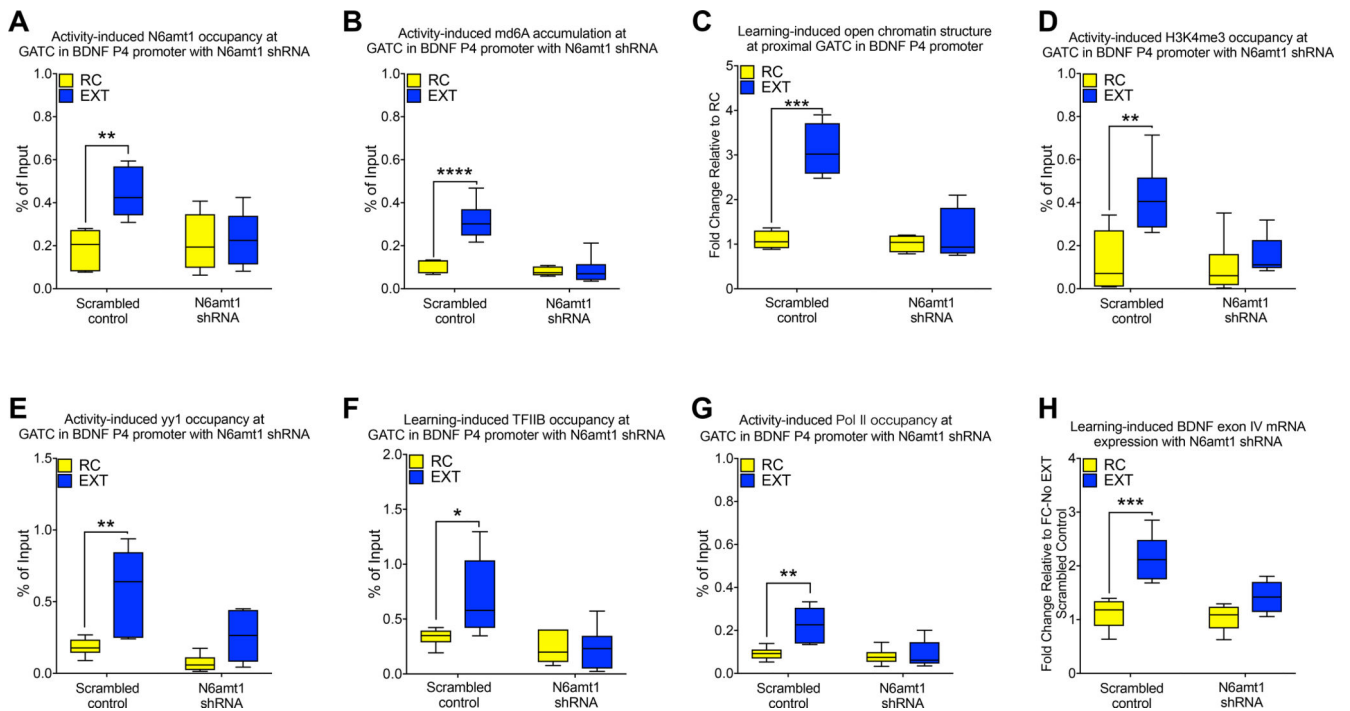 A
Activity-induced N6amt1 occupancy at
GATC in BDNF P4 promoter with N6amt1 shRNA
RC
EXT
% of Input
1.0
0.8
0.6
0.4
0.2
0.0
**
Scrambled
control
N6amt1
shRNA
B
Activity-induced md6A accumulation at
GATC in BDNF P4 promoter with N6amt1 shRNA
RC
EXT
% of Input
1.0
0.8
0.6
0.4
0.2
0.0
****
Scrambled
control
N6amt1
shRNA
C
Learning-induced open chromatin structure
at proximal GATC in BDNF P4 promoter
RC
EXT
Fold Change Relative to RC
5
4
3
2
1
0
***
Scrambled
control
N6amt1
shRNA
D
Activity-induced H3K4me3 occupancy at
GATC in BDNF P4 promoter with N6amt1 shRNA
RC
EXT
% of Input
1.0
0.8
0.6
0.4
0.2
0.0
**
Scrambled
control
N6amt1
shRNA
E
Activity-induced yy1 occupancy at
GATC in BDNF P4 promoter with N6amt1 shRNA
RC
EXT
% of Input
1.5
1.0
0.5
0.0
**
Scrambled
control
N6amt1
shRNA
F
Learning-induced TFIIB occupancy at
GATC in BDNF P4 promoter with N6amt1 shRNA
RC
EXT
% of Input
2.0
1.5
1.0
0.5
0.0
*
Scrambled
control
N6amt1
shRNA
G
Activity-induced Pol II occupancy at
GATC in BDNF P4 promoter with N6amt1 shRNA
RC
EXT
% of Input
1.0
0.8
0.6
0.4
0.2
0.0
**
Scrambled
control
N6amt1
shRNA
H
Learning-induced BDNF exon IV mRNA
expression with N6amt1 shRNA
RC
EXT
Fold Change Relative to FC-No EXT
Scrambled Control
4
3
2
1
0
***
Scrambled
control
N6amt1
shRNA